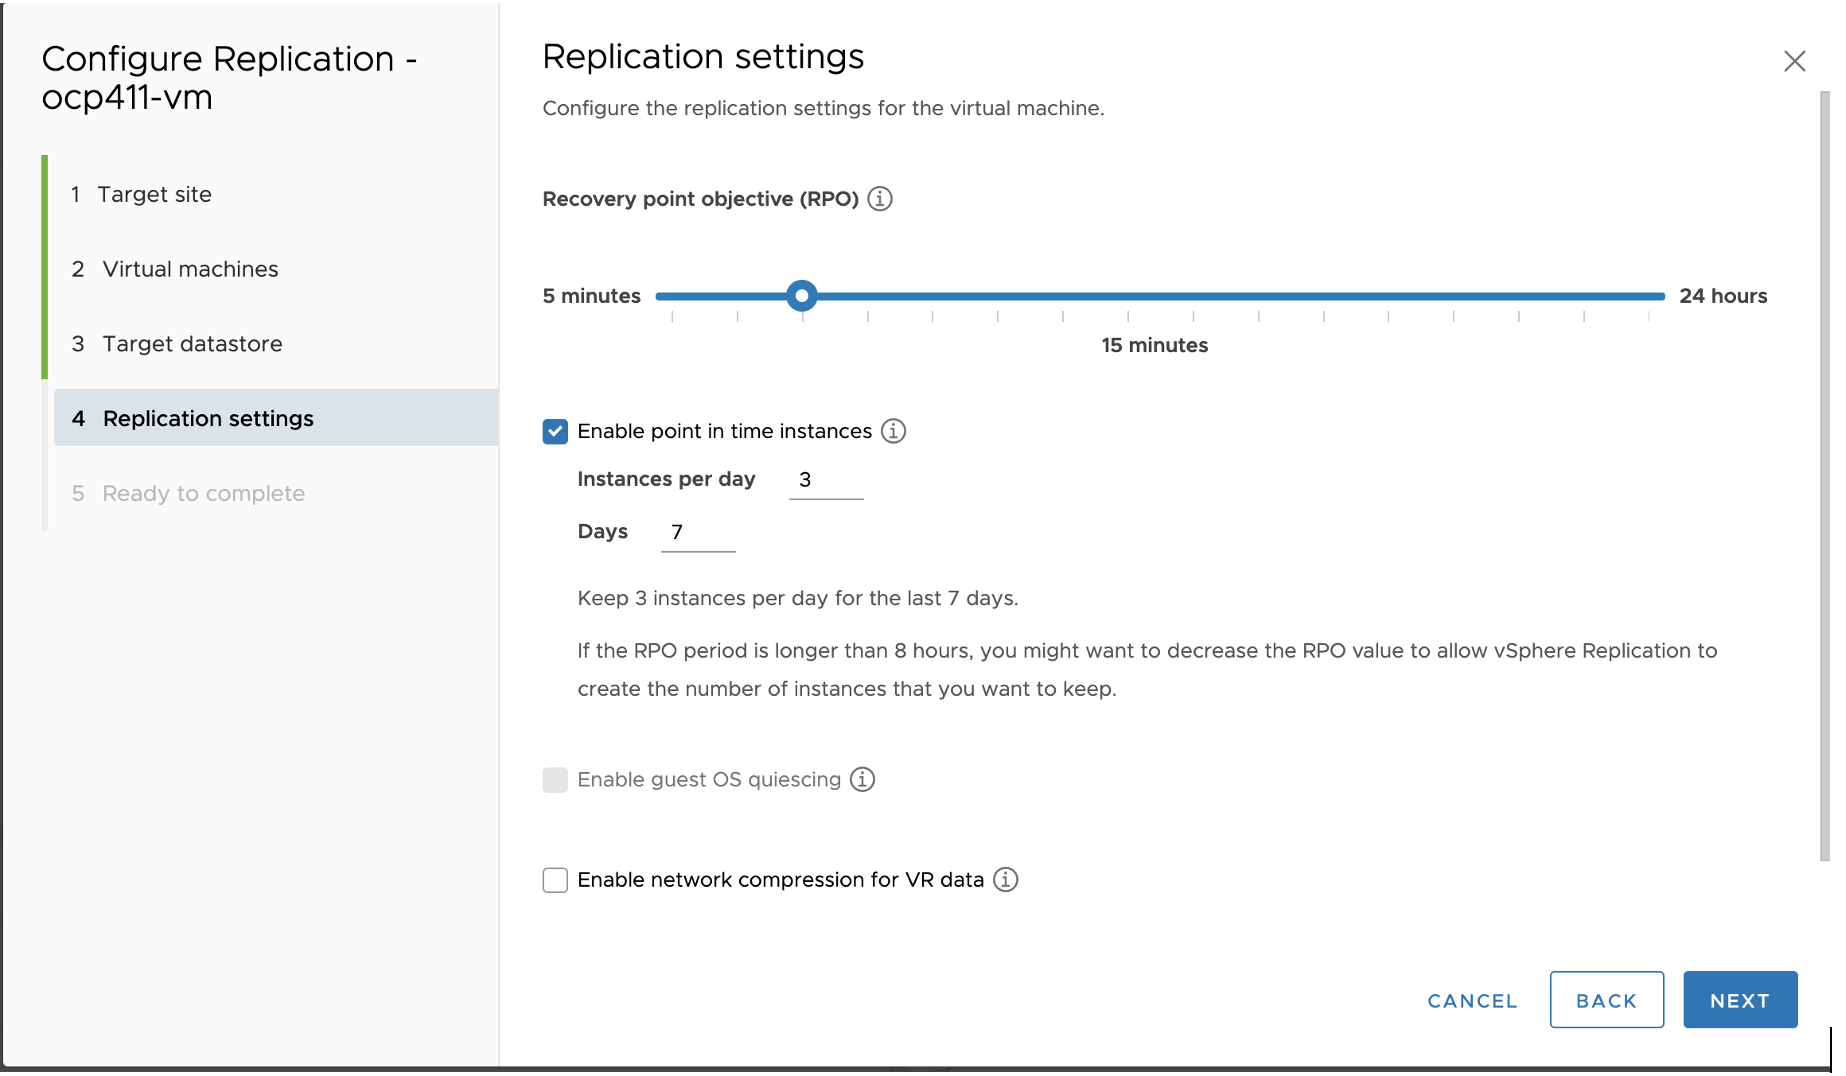 Configure Replication -
ocp411-vm
1 Target site
2 Virtual machines
3 Target datastore
4 Replication settings
5 Ready to complete
Replication settings
Configure the replication settings for the virtual machine.
Recovery point objective (RPO)
5 minutes
24 hours
15 minutes
Enable point in time instances
Instances per day 3
Days 7
Keep 3 instances per day for the last 7 days.
If the RPO period is longer than 8 hours, you might want to decrease the RPO value to allow vSphere Replication to
create the number of instances that you want to keep.
Enable guest OS quiescing
Enable network compression for VR data
CANCEL BACK NEXT